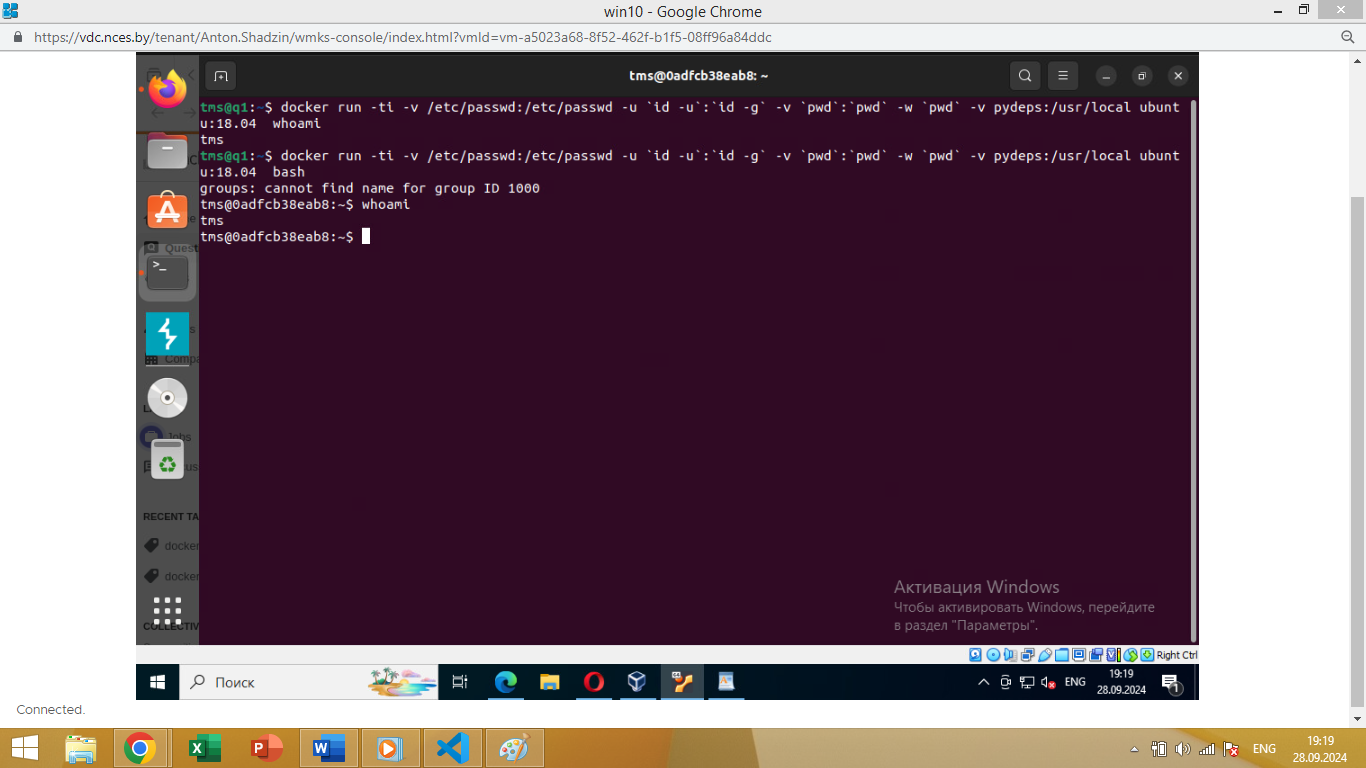 win10 - Google Chrome
https://vdc.nces.by/tenant/Anton.Shadzin/wmks-console/index.html?vmId=vm-a5023a68-8f52-462f-b1f5-08ff96a84ddc
tms@0adfcb38eab8: ~
tms@q1:~$ docker run -ti -v /etc/passwd:/etc/passwd -u `id -u`:`id -g` -v `pwd`:`pwd` -w `pwd` -v pydeps:/usr/local ubunt
u:18.04  whoami
tms
tms@q1:~$ docker run -ti -v /etc/passwd:/etc/passwd -u `id -u`:`id -g` -v `pwd`:`pwd` -w `pwd` -v pydeps:/usr/local ubunt
u:18.04  bash
groups: cannot find name for group ID 1000
tms@0adfcb38eab8:~$ whoami
tms
tms@0adfcb38eab8:~$
Quest
Compa
Jobs
RECENT TA
docker
docker
COLLECTIV
Активация Windows
Чтобы активировать Windows, перейдите
в раздел "Параметры".
Right Ctrl
Поиск
ENG
19:19
28.09.2024
1
Connected.
ENG
19:19
28.09.2024